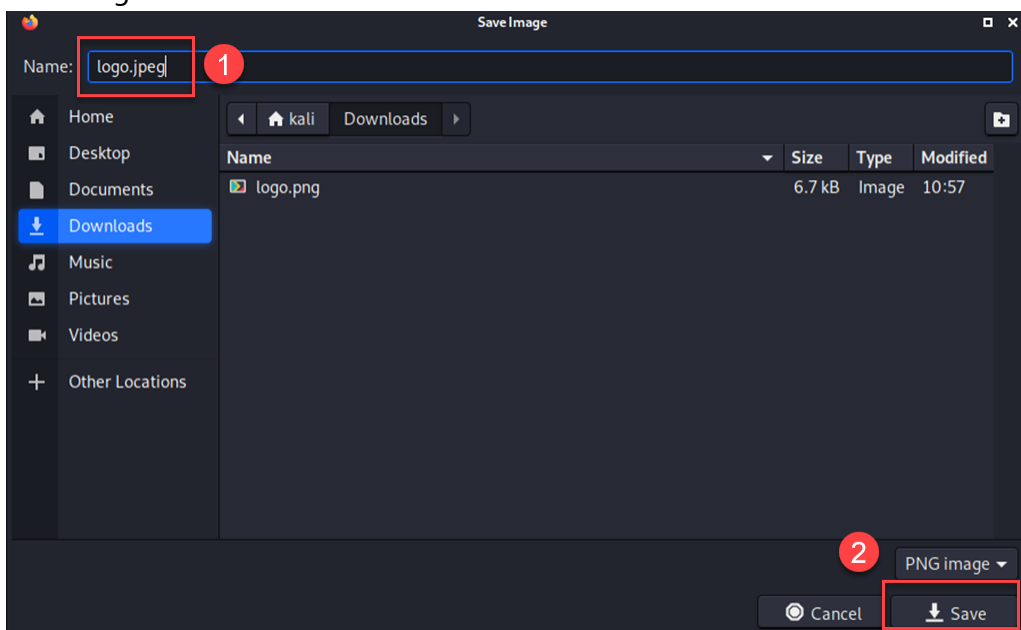 Save Image
Name: logo.jpeg 1
Home
kali Downloads
Desktop
Name Size Type Modified
Documents
logo.png 6.7 kB Image 10:57
Downloads
Music
Pictures
Videos
Other Locations
2
PNG image
Cancel Save